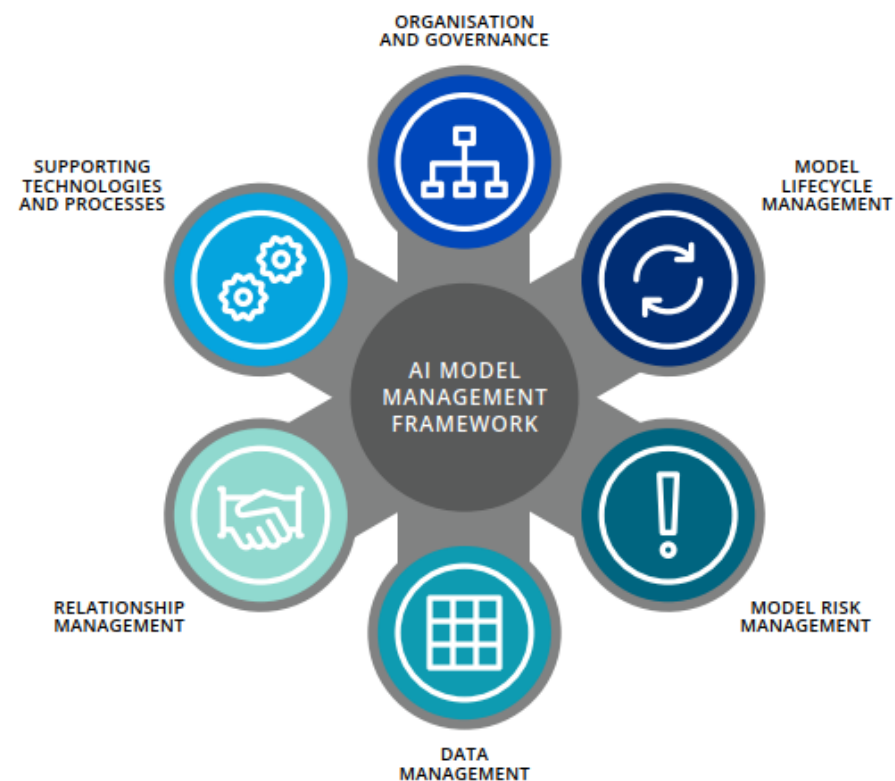 ORGANISATION
AND GOVERNANCE
SUPPORTING
TECHNOLOGIES
AND PROCESSES
MODEL
LIFECYCLE
MANAGEMENT
AI MODEL
MANAGEMENT
FRAMEWORK
RELATIONSHIP
MANAGEMENT
MODEL RISK
MANAGEMENT
DATA
MANAGEMENT